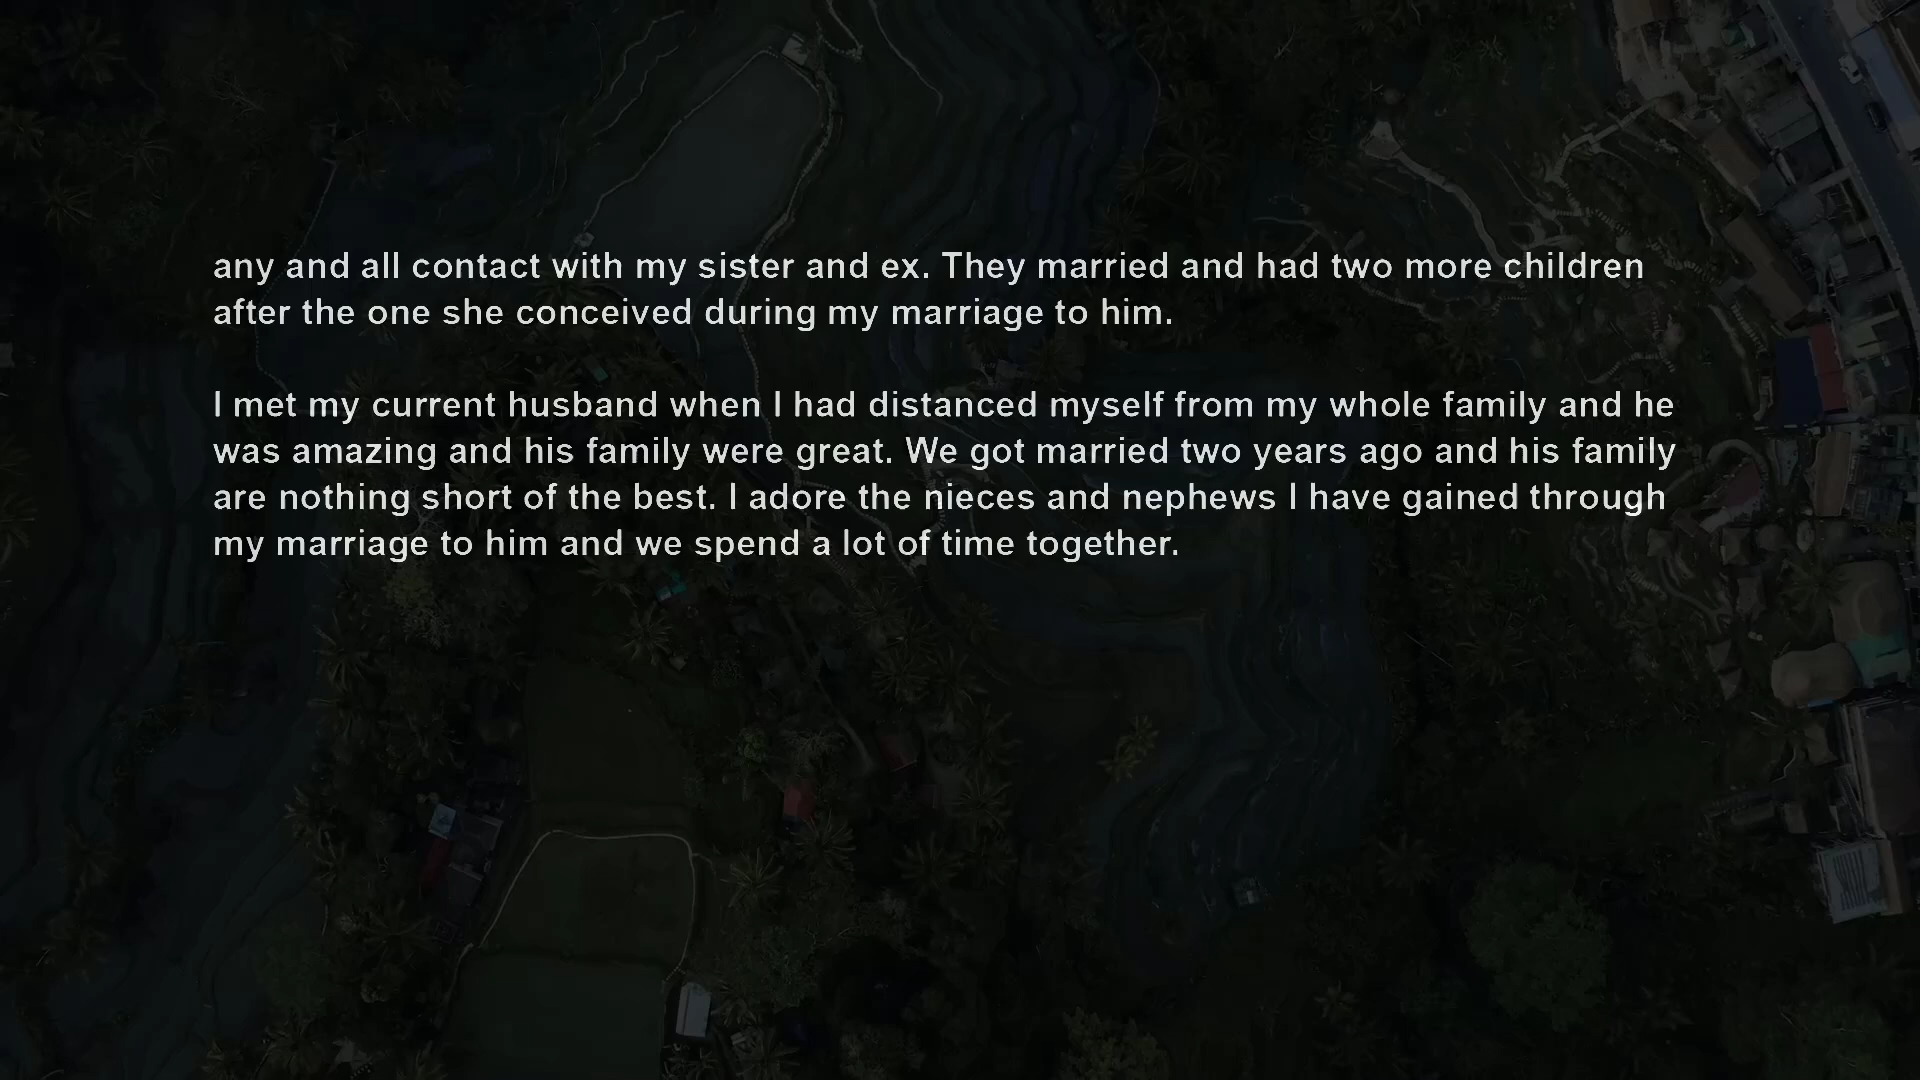 any and all contact with my sister and ex. They married and had two more children
after the one she conceived during my marriage to him.
I met my current husband when I had distanced myself from my whole family and he
was amazing and his family were great. We got married two years ago and his family
are nothing short of the best. I adore the nieces and nephews I have gained through
my marriage to him and we spend a lot of time together.